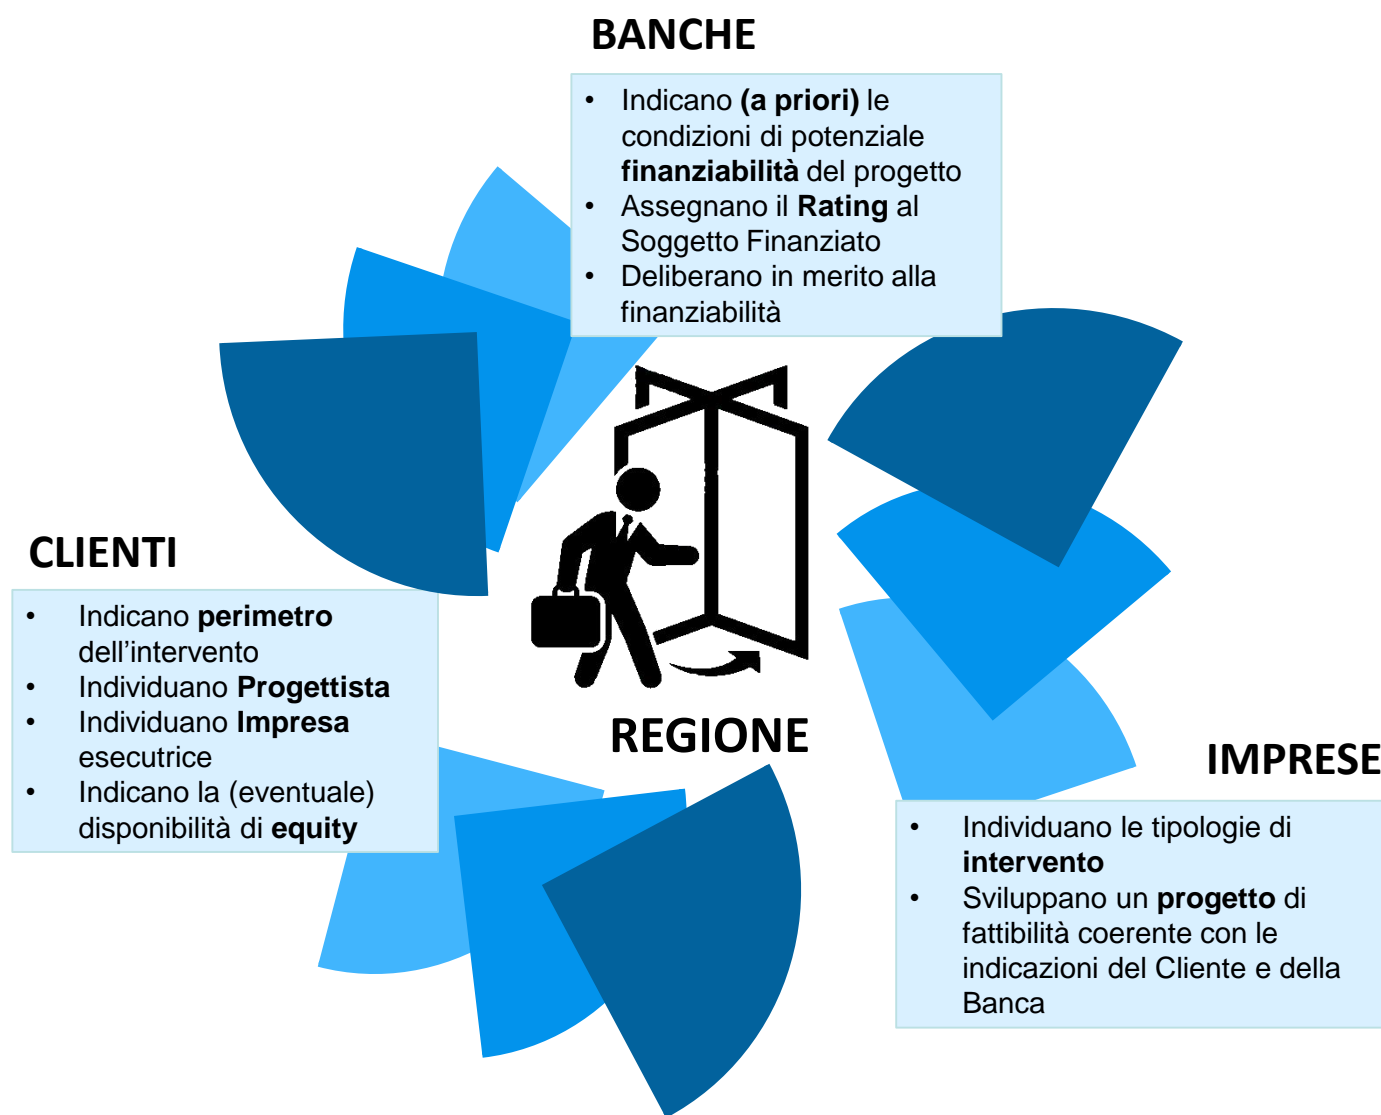 BANCHE
• Indicano (a priori) le
condizioni di potenziale
finanziabilità del progetto
• Assegnano il Rating al
Soggetto Finanziato
• Deliberano in merito alla
finanziabilità
CLIENTI
• Indicano perimetro
dell’intervento
• Individuano Progettista
• Individuano Impresa
esecutrice
• Indicano la (eventuale)
disponibilità di equity
REGIONE
IMPRESE
• Individuano le tipologie di
intervento
• Sviluppano un progetto di
fattibilità coerente con le
indicazioni del Cliente e della
Banca